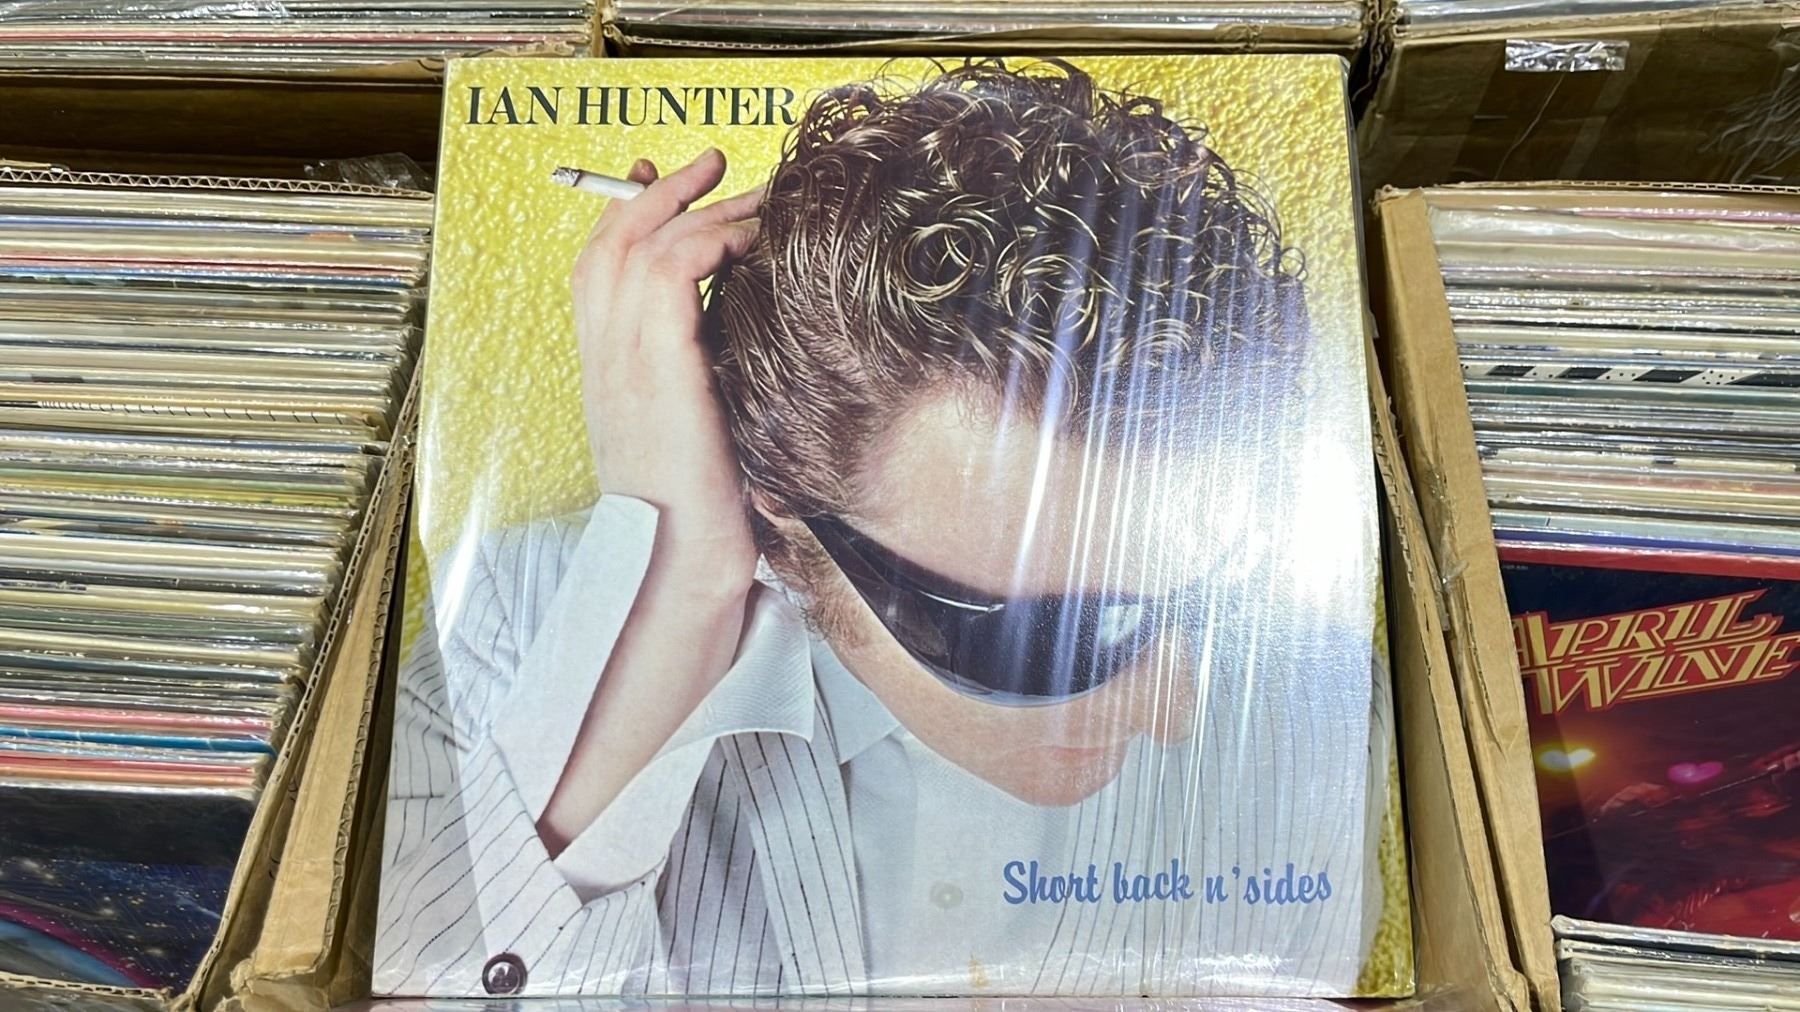 IAN HUNTER
Short back n' sides
APRIL
WINE